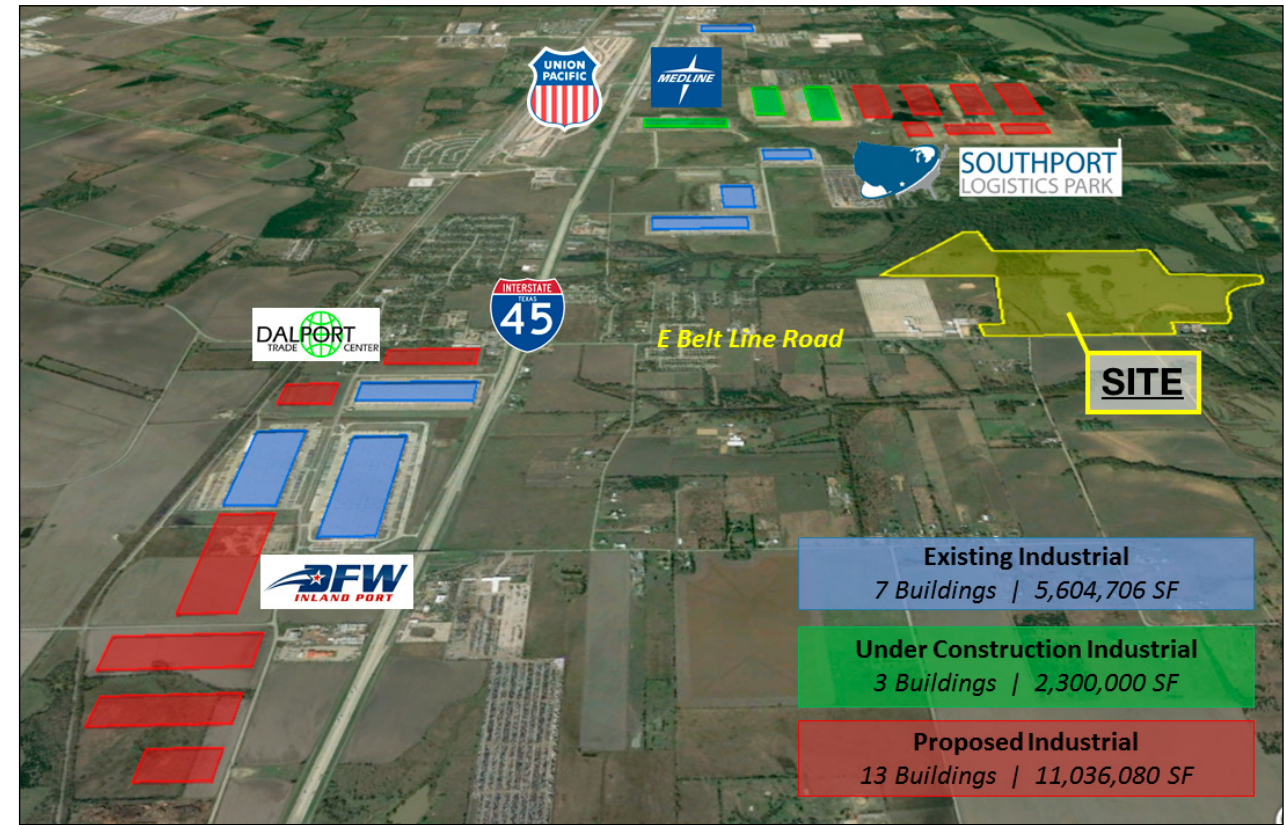 UNION
PACIFIC
MEDLINE
SOUTHPORT
LOGISTICS PARK
INTERSTATE
TEXAS
45
DALPORT
TRADE CENTER
E Belt Line Road
SITE
DFW
INLAND PORT
Existing Industrial
7 Buildings | 5,604,706 SF
Under Construction Industrial
3 Buildings | 2,300,000 SF
Proposed Industrial
13 Buildings | 11,036,080 SF